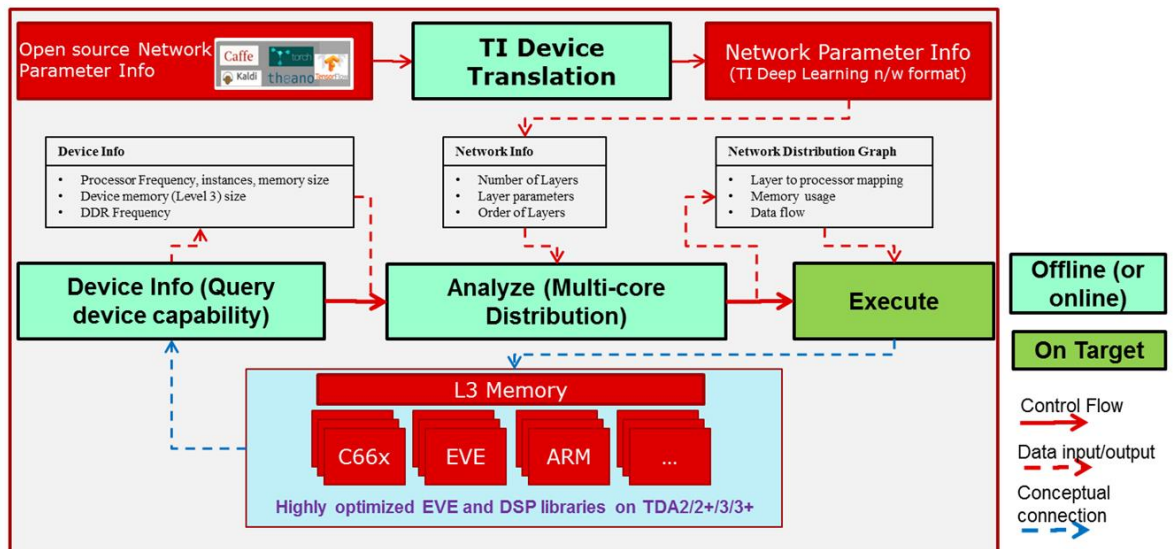 Open source Network
Parameter Info
Caffe
torch
Kaldi
theano
TensorFlow
TI Device
Translation
Network Parameter Info
(TI Deep Learning n/w format)
Device Info
• Processor Frequency, instances, memory size
• Device memory (Level 3) size
• DDR Frequency
Network Info
• Number of Layers
• Layer parameters
• Order of Layers
Network Distribution Graph
• Layer to processor mapping
• Memory usage
• Data flow
Device Info (Query
device capability)
Analyze (Multi-core
Distribution)
Execute
Offline (or
online)
On Target
L3 Memory
C66x
EVE
ARM
...
Highly optimized EVE and DSP libraries on TDA2/2+/3/3+
Control Flow
Data input/output
Conceptual
connection